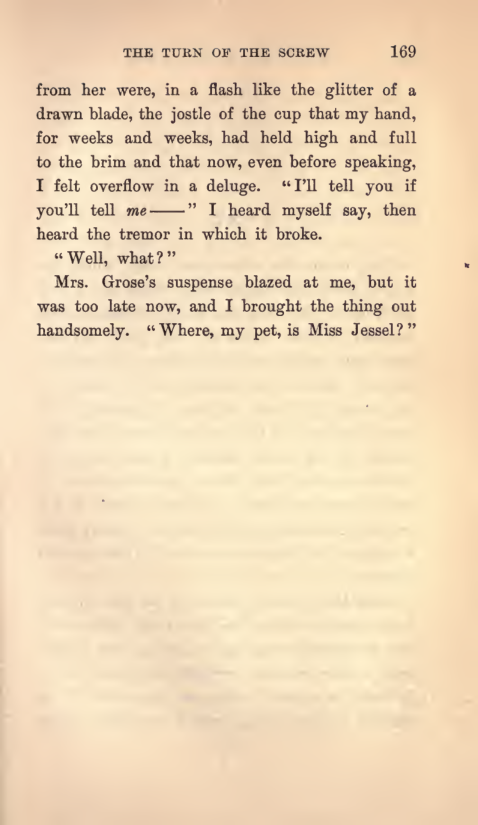 THE TURN OF THE SCREW 169
from her were, in a flash like the glitter of a
drawn blade, the jostle of the cup that my hand,
for weeks and weeks, had held high and full
to the brim and that now, even before speaking,
I felt overflow in a deluge. “I’ll tell you if
you’ll tell me——” I heard myself say, then
heard the tremor in which it broke.
“Well, what?”
Mrs. Grose’s suspense blazed at me, but it
was too late now, and I brought the thing out
handsomely. “Where, my pet, is Miss Jessel?”